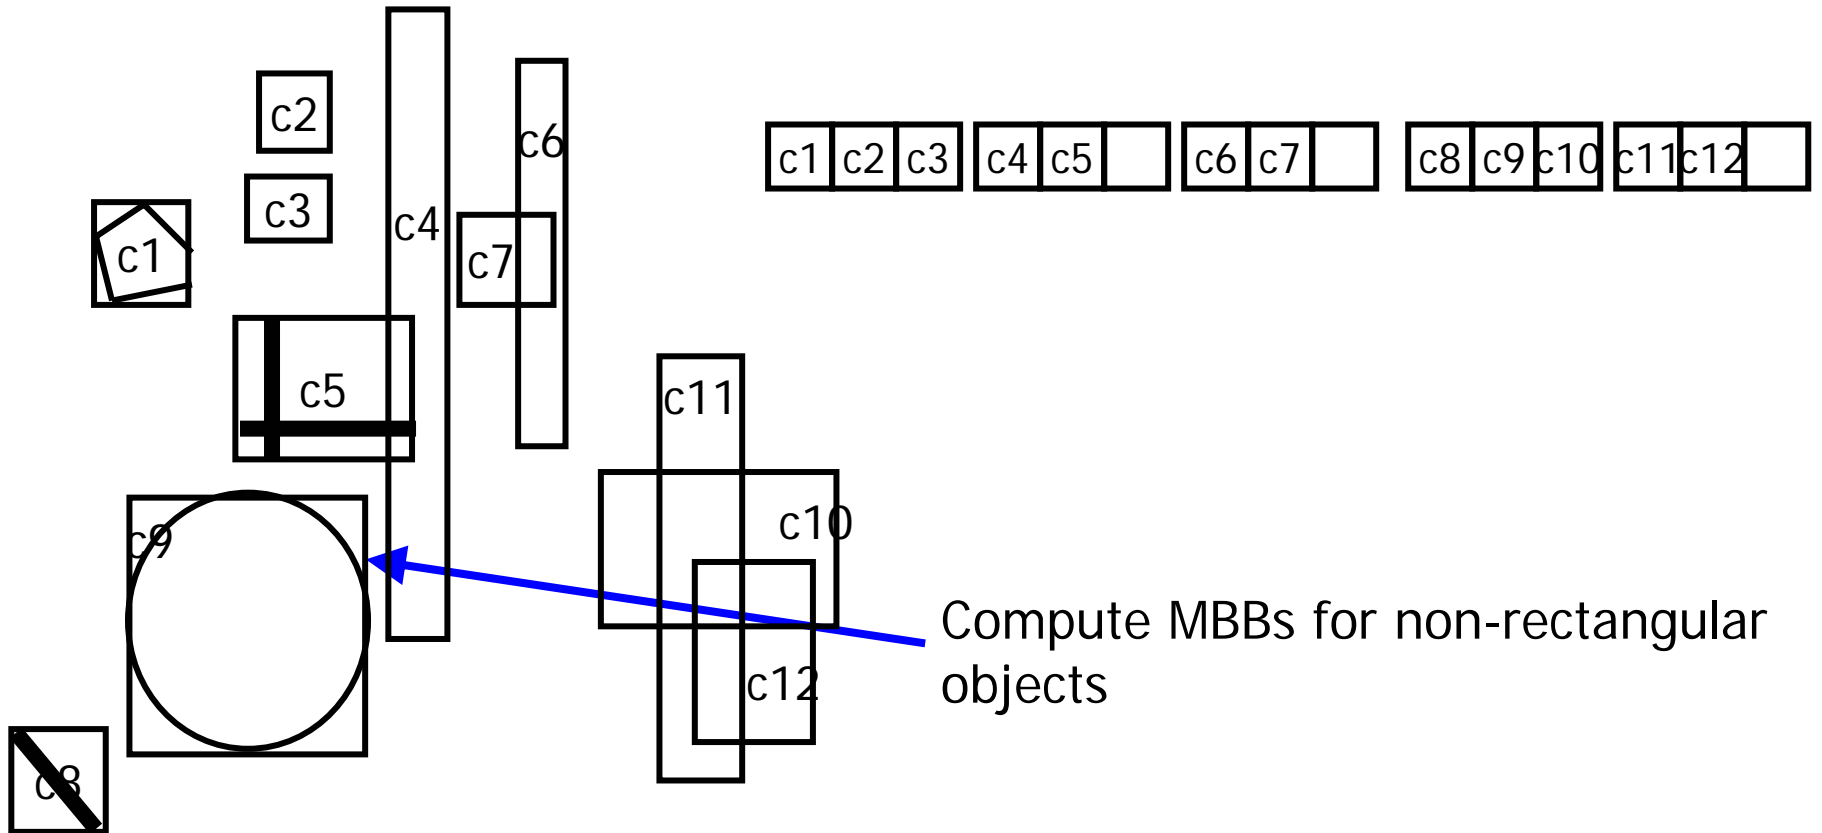 c2
c6
c1 c2 c3 c4 c5 c6 c7 c8 c9 c10 c11 c12
c3
c4
c1
c7
c5
c11
c10
c9
Compute MBBs for non-rectangular
objects
c12
c8